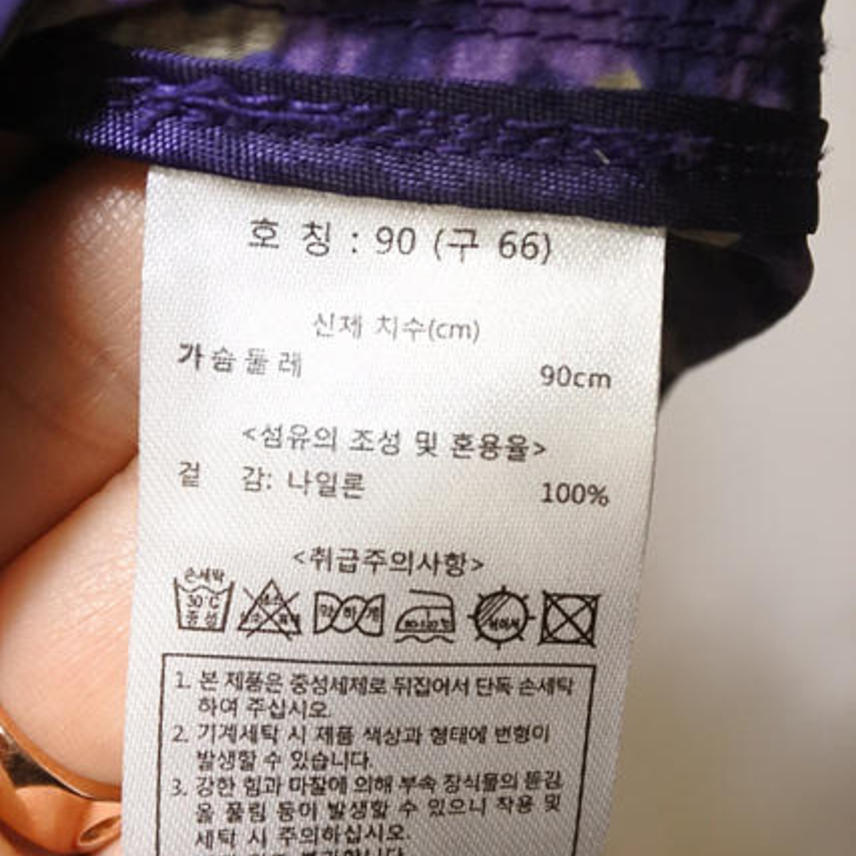 호 칭 : 90 (구 66)
신체 치수(cm)
가슴둘레 90cm
<섬유의 조성 및 혼용율>
겉 감: 나일론 100%
<취급주의사항>
손세탁
30℃
중성
약하게
80-120℃
1. 본 제품은 중성세제로 뒤집어서 단독 손세탁
하여 주십시오.
2. 기계세탁 시 제품 색상과 형태에 변형이
발생할 수 있습니다.
3. 강한 힘과 마찰에 의해 부속 장식물의 뜯김,
올 풀림 등이 발생할 수 있으니 착용 및
세탁 시 주의하십시오.